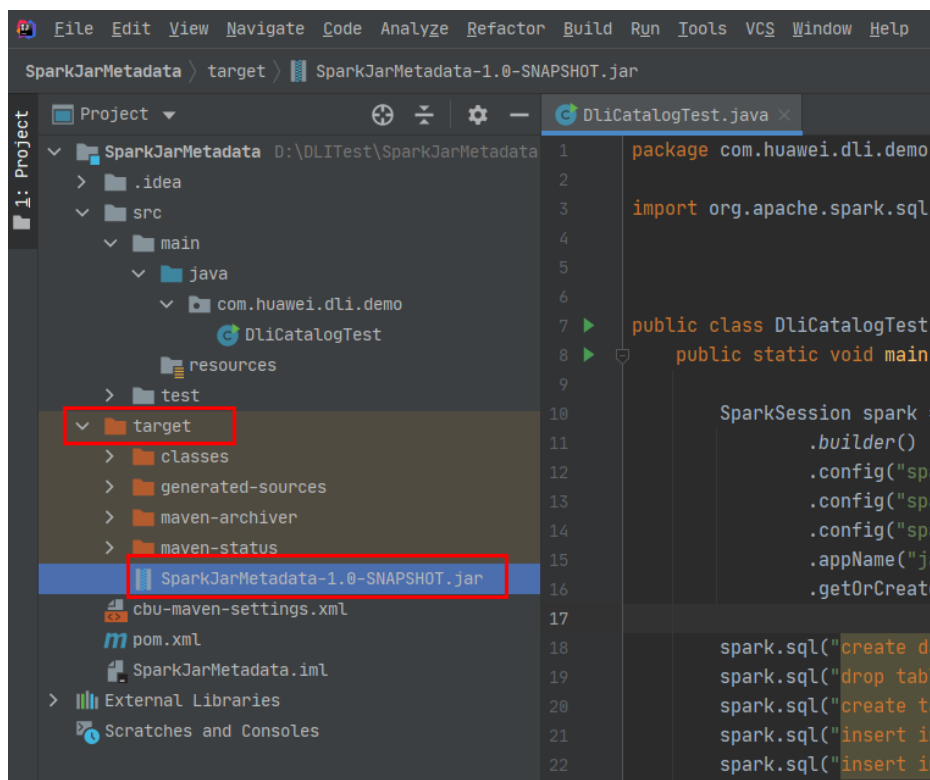 File Edit View Navigate Code Analyze Refactor Build Run Tools VCS Window Help
SparkJarMetadata target SparkJarMetadata-1.0-SNAPSHOT.jar
1: Project
Project
SparkJarMetadata D:\DLITest\SparkJarMetadata
.idea
src
main
java
com.huawei.dli.demo
DliCatalogTest
resources
test
target
classes
generated-sources
maven-archiver
maven-status
SparkJarMetadata-1.0-SNAPSHOT.jar
cbu-maven-settings.xml
pom.xml
SparkJarMetadata.iml
External Libraries
Scratches and Consoles
DliCatalogTest.java
1 package com.huawei.dli.demo
2
3 import org.apache.spark.sql
4
5
6
7 public class DliCatalogTest
8 public static void main
9
10 SparkSession spark =
11 .builder()
12 .config("sp
13 .config("sp
14 .config("sp
15 .appName("j
16 .getOrCreat
17
18 spark.sql("create d
19 spark.sql("drop tab
20 spark.sql("create t
21 spark.sql("insert i
22 spark.sql("insert i